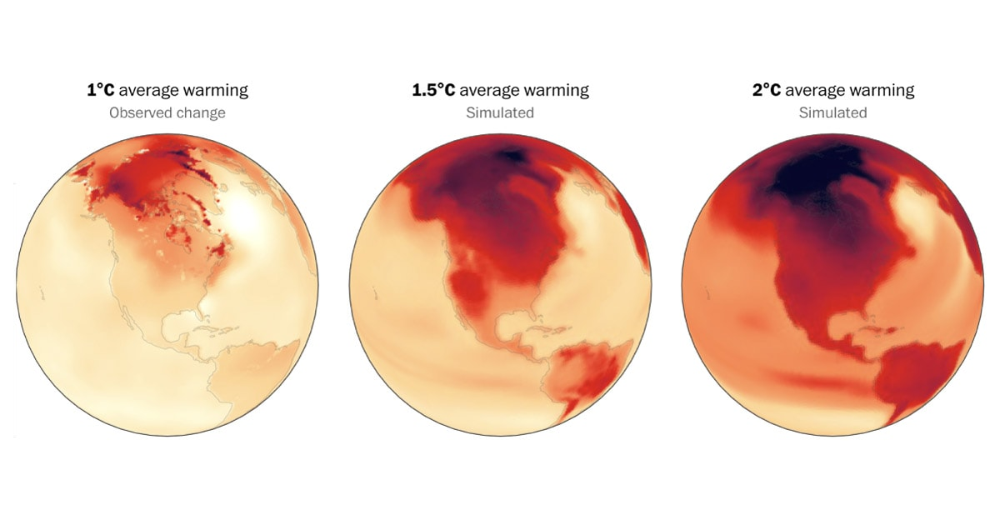 1°C average warming
Observed change
1.5°C average warming
Simulated
2°C average warming
Simulated